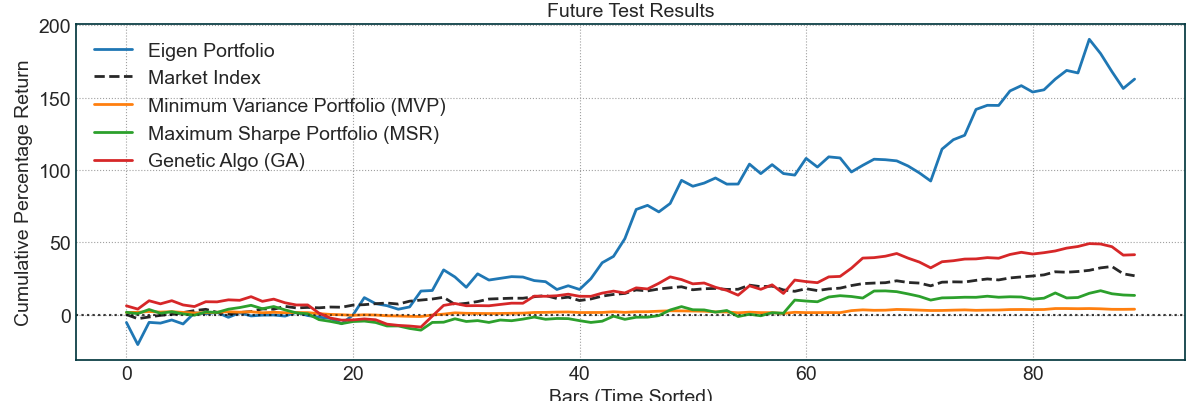 Future Test Results
Cumulative Percentage Return
200
150
100
50
0
Eigen Portfolio
Market Index
Minimum Variance Portfolio (MVP)
Maximum Sharpe Portfolio (MSR)
Genetic Algo (GA)
0 20 40 60 80
Bars (Time Sorted)